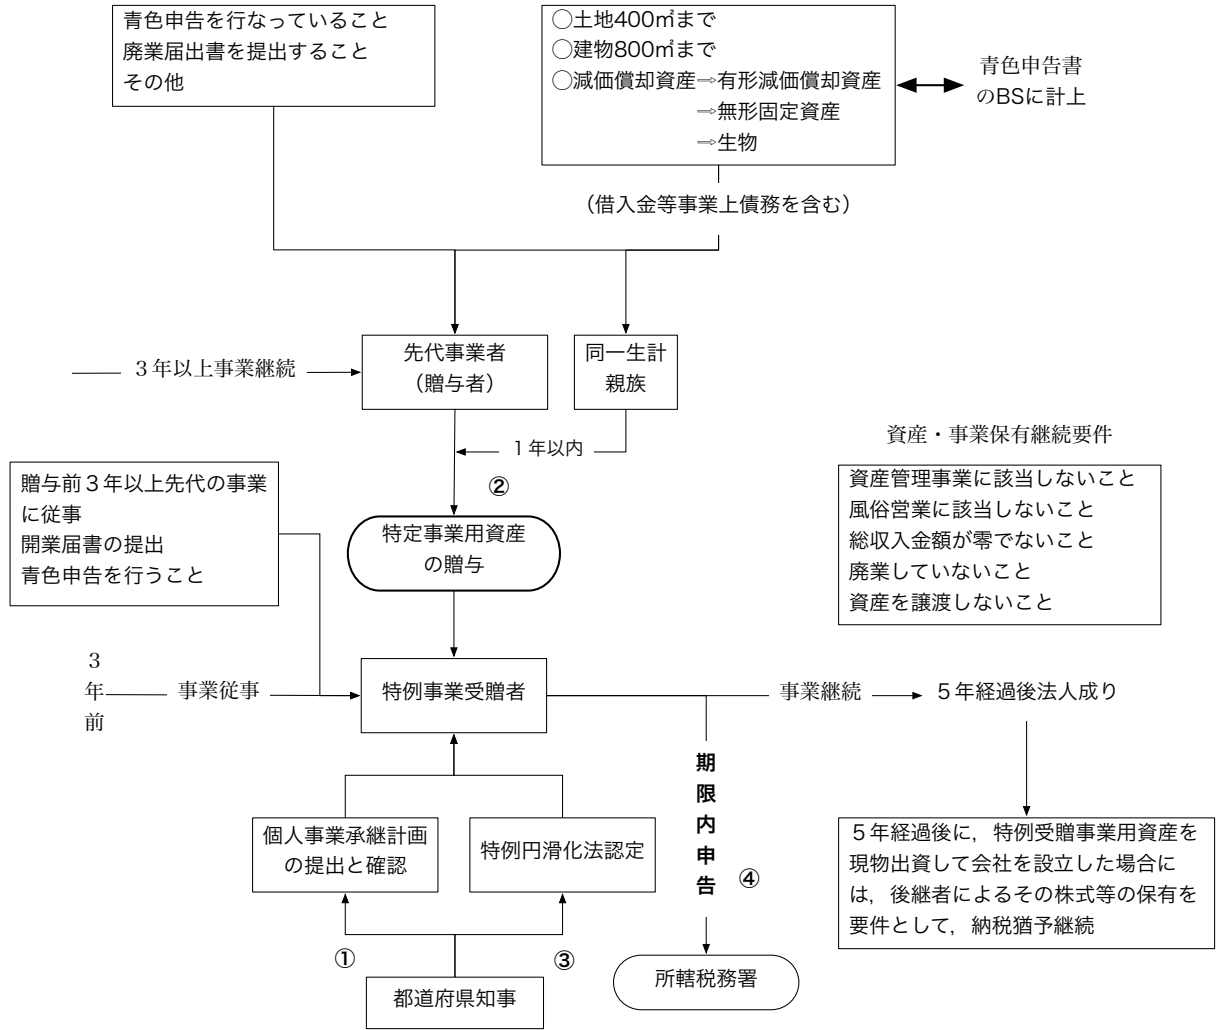 青色申告を行なっていること
廃業届出書を提出すること
その他
◯土地400㎡まで
◯建物800㎡まで
◯減価償却資産⇨有形減価償却資産
⇨無形固定資産
⇨生物
青色申告書
のBSに計上
（借入金等事業上債務を含む）
３年以上事業継続
先代事業者
（贈与者）
同一生計
親族
１年以内
②
資産・事業保有継続要件
資産管理事業に該当しないこと
風俗営業に該当しないこと
総収入金額が零でないこと
廃業していないこと
資産を譲渡しないこと
贈与前３年以上先代の事業
に従事
開業届書の提出
青色申告を行うこと
特定事業用資産
の贈与
３
年
前
事業従事
特例事業受贈者
事業継続
５年経過後法人成り
期
限
内
申
告
④
個人事業承継計画
の提出と確認
特例円滑化法認定
５年経過後に，特例受贈事業用資産を
現物出資して会社を設立した場合に
は，後継者によるその株式等の保有を
要件として，納税猶予継続
①
③
都道府県知事
所轄税務署